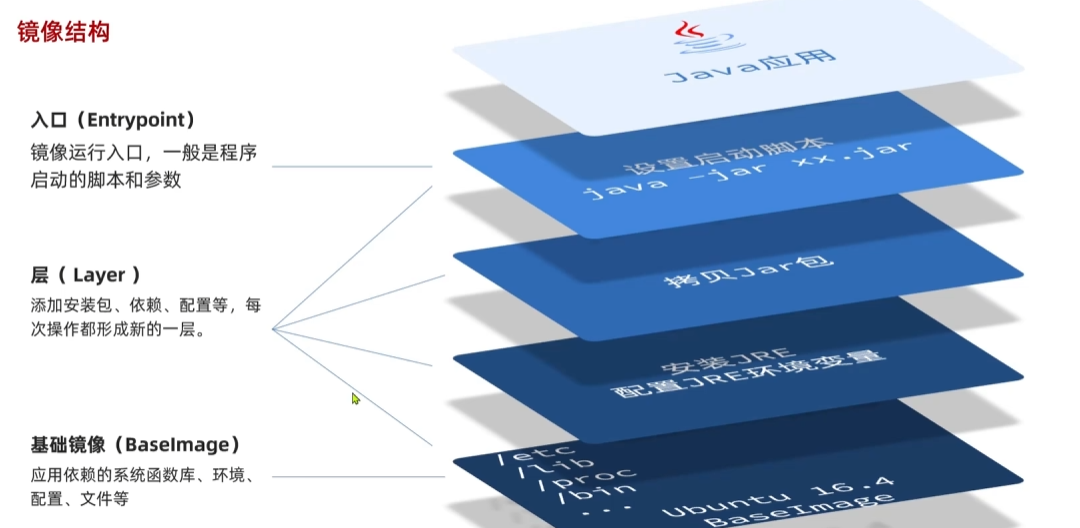 镜像结构
入口（Entrypoint）
镜像运行入口，一般是程序
启动的脚本和参数
层（ Layer ）
添加安装包、依赖、配置等，每
次操作都形成新的一层。
基础镜像（BaseImage）
应用依赖的系统函数库、环境、
配置、文件等
Java应用
设置启动脚本
java -jar xx.jar
拷贝Jar包
安装JRE
配置JRE环境变量
/etc
/lib
/proc
/bin
...
Ubuntu 16.4
BaseImage